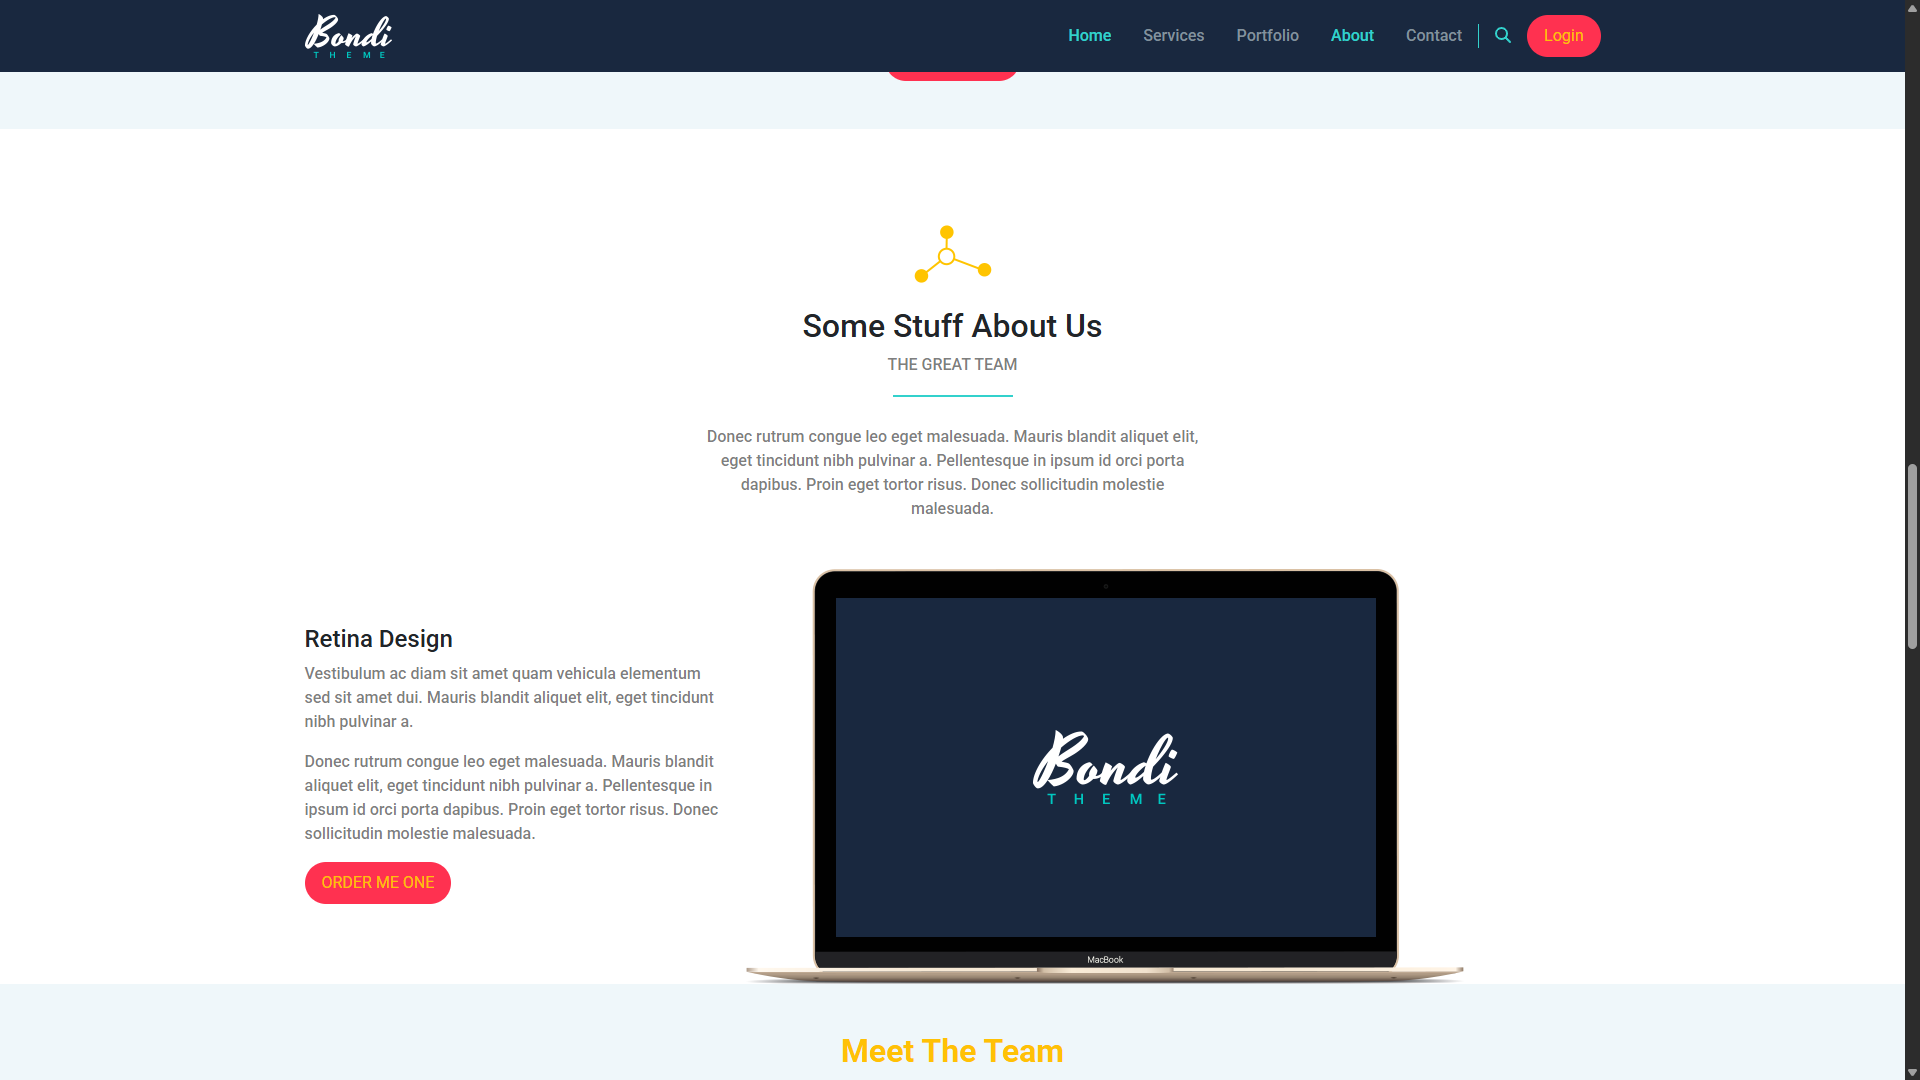 Bondi
THEME
Home Services Portfolio About Contact Login
Some Stuff About Us
THE GREAT TEAM
Donec rutrum congue leo eget malesuada. Mauris blandit aliquet elit,
eget tincidunt nibh pulvinar a. Pellentesque in ipsum id orci porta
dapibus. Proin eget tortor risus. Donec sollicitudin molestie
malesuada.
Retina Design
Vestibulum ac diam sit amet quam vehicula elementum
sed sit amet dui. Mauris blandit aliquet elit, eget tincidunt
nibh pulvinar a.
Donec rutrum congue leo eget malesuada. Mauris blandit
aliquet elit, eget tincidunt nibh pulvinar a. Pellentesque in
ipsum id orci porta dapibus. Proin eget tortor risus. Donec
sollicitudin molestie malesuada.
ORDER ME ONE
Bondi
THEME
MacBook
Meet The Team